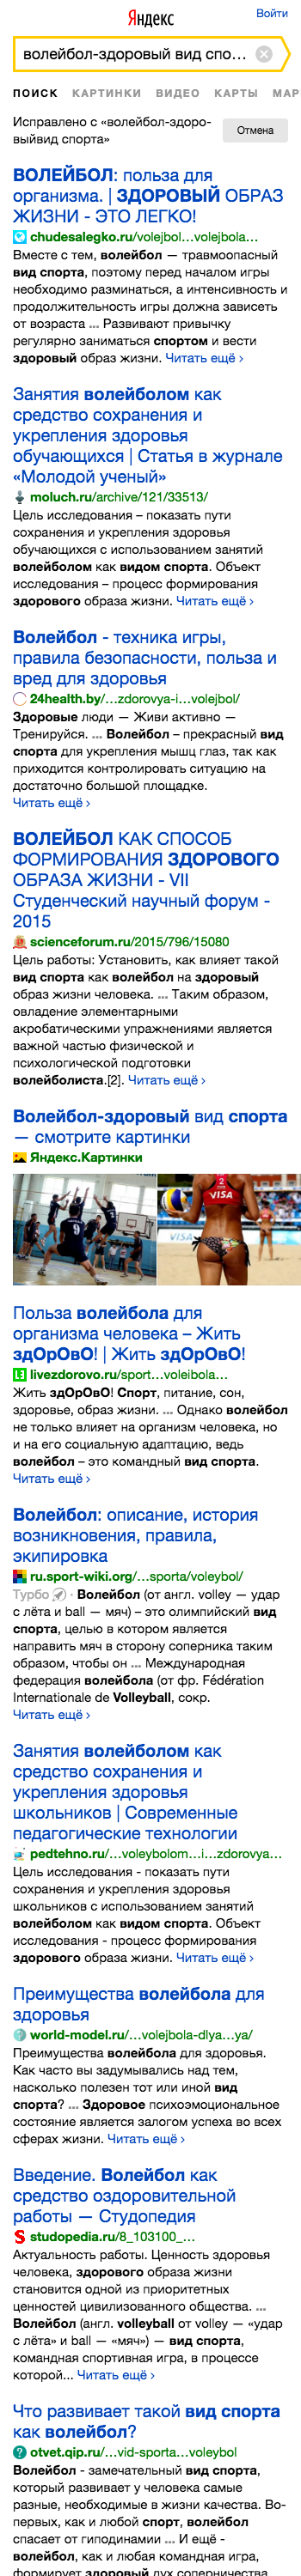 Яндекс
Войти
волейбол-здоровый вид спо...
ПОИСК КАРТИНКИ ВИДЕО КАРТЫ МАР
Исправлено с «волейбол-здоро-
выйвид спорта»
Отмена
ВОЛЕЙБОЛ: польза для
организма. | ЗДОРОВЫЙ ОБРАЗ
ЖИЗНИ - ЭТО ЛЕГКО!
chudesalegko.ru/volejbol…volejbola…
Вместе с тем, волейбол — травмоопасный
вид спорта, поэтому перед началом игры
необходимо разминаться, а интенсивность и
продолжительность игры должна зависеть
от возраста ... Развивают привычку
регулярно заниматься спортом и вести
здоровый образ жизни. Читать ещё ›
Занятия волейболом как
средство сохранения и
укрепления здоровья
обучающихся | Статья в журнале
«Молодой ученый»
moluch.ru/archive/121/33513/
Цель исследования – показать пути
сохранения и укрепления здоровья
обучающихся с использованием занятий
волейболом как видом спорта. Объект
исследования – процесс формирования
здорового образа жизни. Читать ещё ›
Волейбол - техника игры,
правила безопасности, польза и
вред для здоровья
24health.by/…zdorovya-i…volejbol/
Здоровые люди — Живи активно —
Тренируйся. ... Волейбол – прекрасный вид
спорта для укрепления мышц глаз, так как
приходится контролировать ситуацию на
достаточно большой площадке.
Читать ещё ›
ВОЛЕЙБОЛ КАК СПОСОБ
ФОРМИРОВАНИЯ ЗДОРОВОГО
ОБРАЗА ЖИЗНИ - VII
Студенческий научный форум -
2015
scienceforum.ru/2015/796/15080
Цель работы: Установить, как влияет такой
вид спорта как волейбол на здоровый
образ жизни человека. ... Таким образом,
овладение элементарными
акробатическими упражнениями является
важной частью физической и
психологической подготовки
волейболиста.[2]. Читать ещё ›
Волейбол-здоровый вид спорта
— смотрите картинки
Яндекс.Картинки
2
VISA
VISA
Польза волейбола для
организма человека – Жить
здОрОвО! | Жить здОрОвО!
livezdorovo.ru/sport…voleibola…
Жить здОрОвО! Спорт, питание, сон,
здоровье, образ жизни. ... Однако волейбол
не только влияет на организм человека, но
и на его социальную адаптацию, ведь
волейбол – это командный вид спорта.
Читать ещё ›
Волейбол: описание, история
возникновения, правила,
экипировка
ru.sport-wiki.org/…sporta/voleybol/
Турбо · Волейбол (от англ. volley — удар
с лёта и ball — мяч) – это олимпийский вид
спорта, целью в котором является
направить мяч в сторону соперника таким
образом, чтобы он ... Международная
федерация волейбола (от фр. Fédération
Internationale de Volleyball, сокр.
Читать ещё ›
Занятия волейболом как
средство сохранения и
укрепления здоровья
школьников | Современные
педагогические технологии
pedtehno.ru/…voleybolom…i…zdorovya…
Цель исследования - показать пути
сохранения и укрепления здоровья
школьников с использованием занятий
волейболом как видом спорта. Объект
исследования - процесс формирования
здорового образа жизни. Читать ещё ›
Преимущества волейбола для
здоровья
world-model.ru/…volejbola-dlya…ya/
Преимущества волейбола для здоровья.
Как часто вы задумывались над тем,
насколько полезен тот или иной вид
спорта? ... Здоровое психоэмоциональное
состояние является залогом успеха во всех
сферах жизни. Читать ещё ›
Введение. Волейбол как
средство оздоровительной
работы — Студопедия
studopedia.ru/8_103100_…
Актуальность работы. Ценность здоровья
человека, здорового образа жизни
становится одной из приоритетных
ценностей цивилизованного общества. ...
Волейбол (англ. volleyball от volley — «удар
с лёта» и ball — «мяч») — вид спорта,
командная спортивная игра, в процессе
которой... Читать ещё ›
Что развивает такой вид спорта
как волейбол?
otvet.qip.ru/…vid-sporta…voleybol
Волейбол - замечательный вид спорта,
который развивает у человека самые
разные, необходимые в жизни качества. Во-
первых, как и любой спорт, волейбол
спасает от гиподинамии ... И ещё -
волейбол, как и любая командная игра,
формирует здоровый дух соперничества